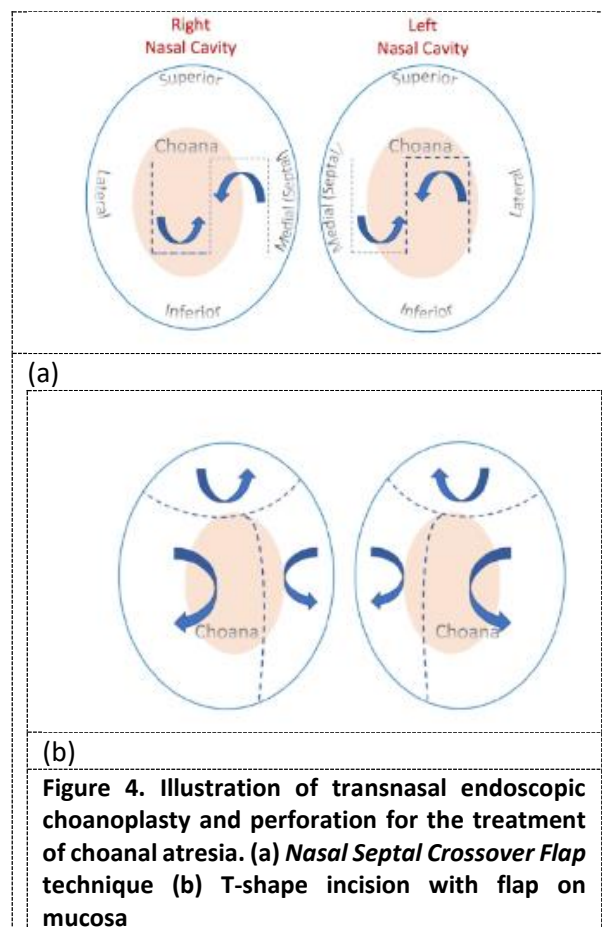 Right
Nasal Cavity
Left
Nasal Cavity
Superior
Superior
Choana
Choana
Lateral
Medial (Septal)
Medial (Septal)
Lateral
Inferior
Inferior
(a)
Choana
Choana
(b)
Figure 4. Illustration of transnasal endoscopic
choanoplasty and perforation for the treatment
of choanal atresia. (a) Nasal Septal Crossover Flap
technique (b) T-shape incision with flap on
mucosa